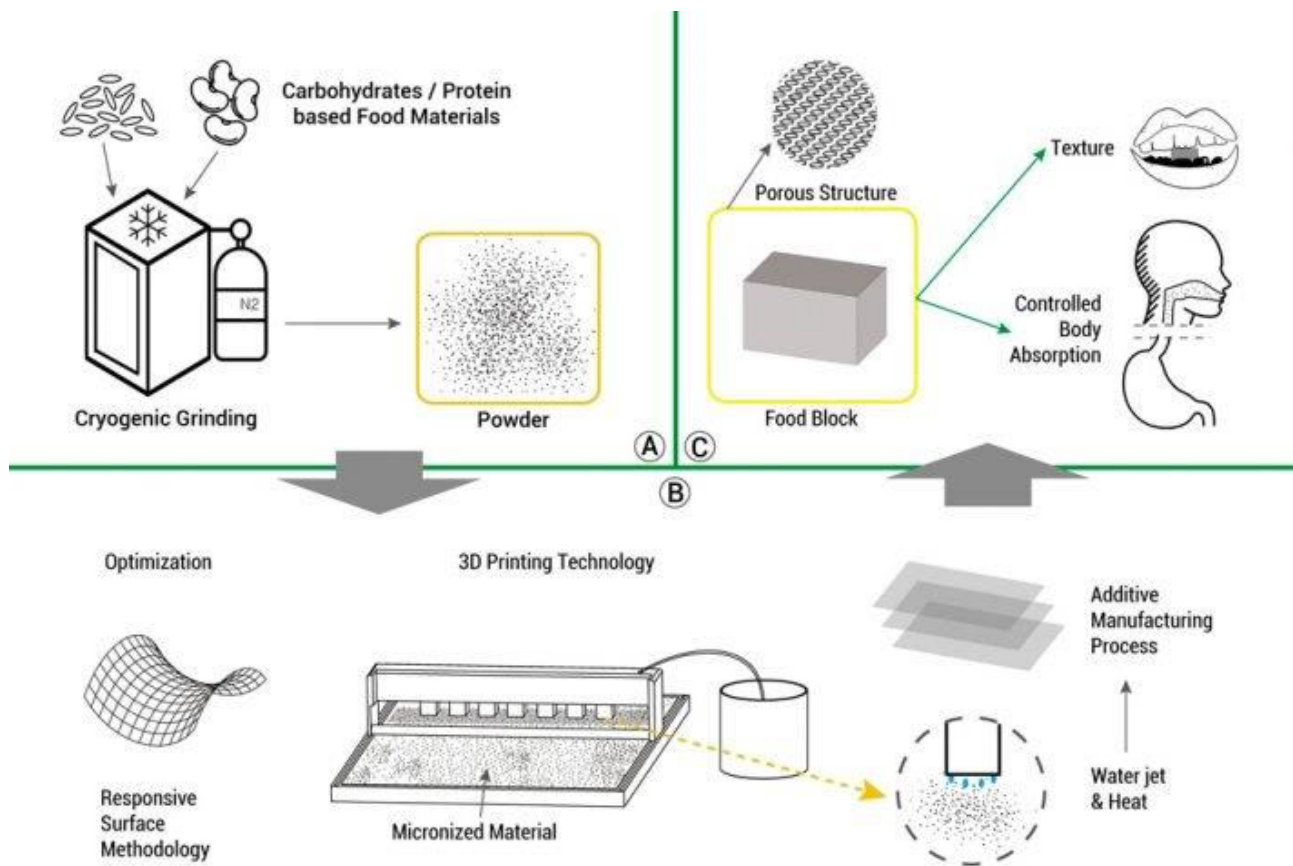 Carbohydrates / Protein
based Food Materials
N2
Cryogenic Grinding
Powder
A
Porous Structure
Food Block
Texture
Controlled
Body
Absorption
C
B
Optimization
Responsive
Surface
Methodology
3D Printing Technology
Micronized Material
Additive
Manufacturing
Process
Water jet
& Heat